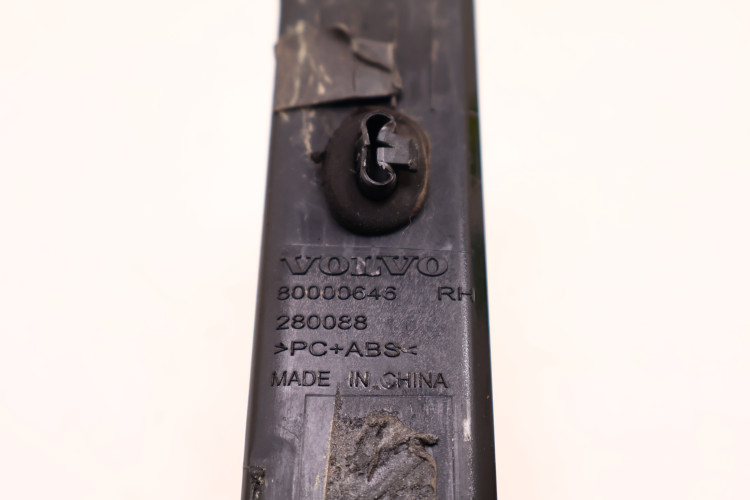 VOLVO
80000646 RH
280088
>PC+ABS<
MADE IN CHINA